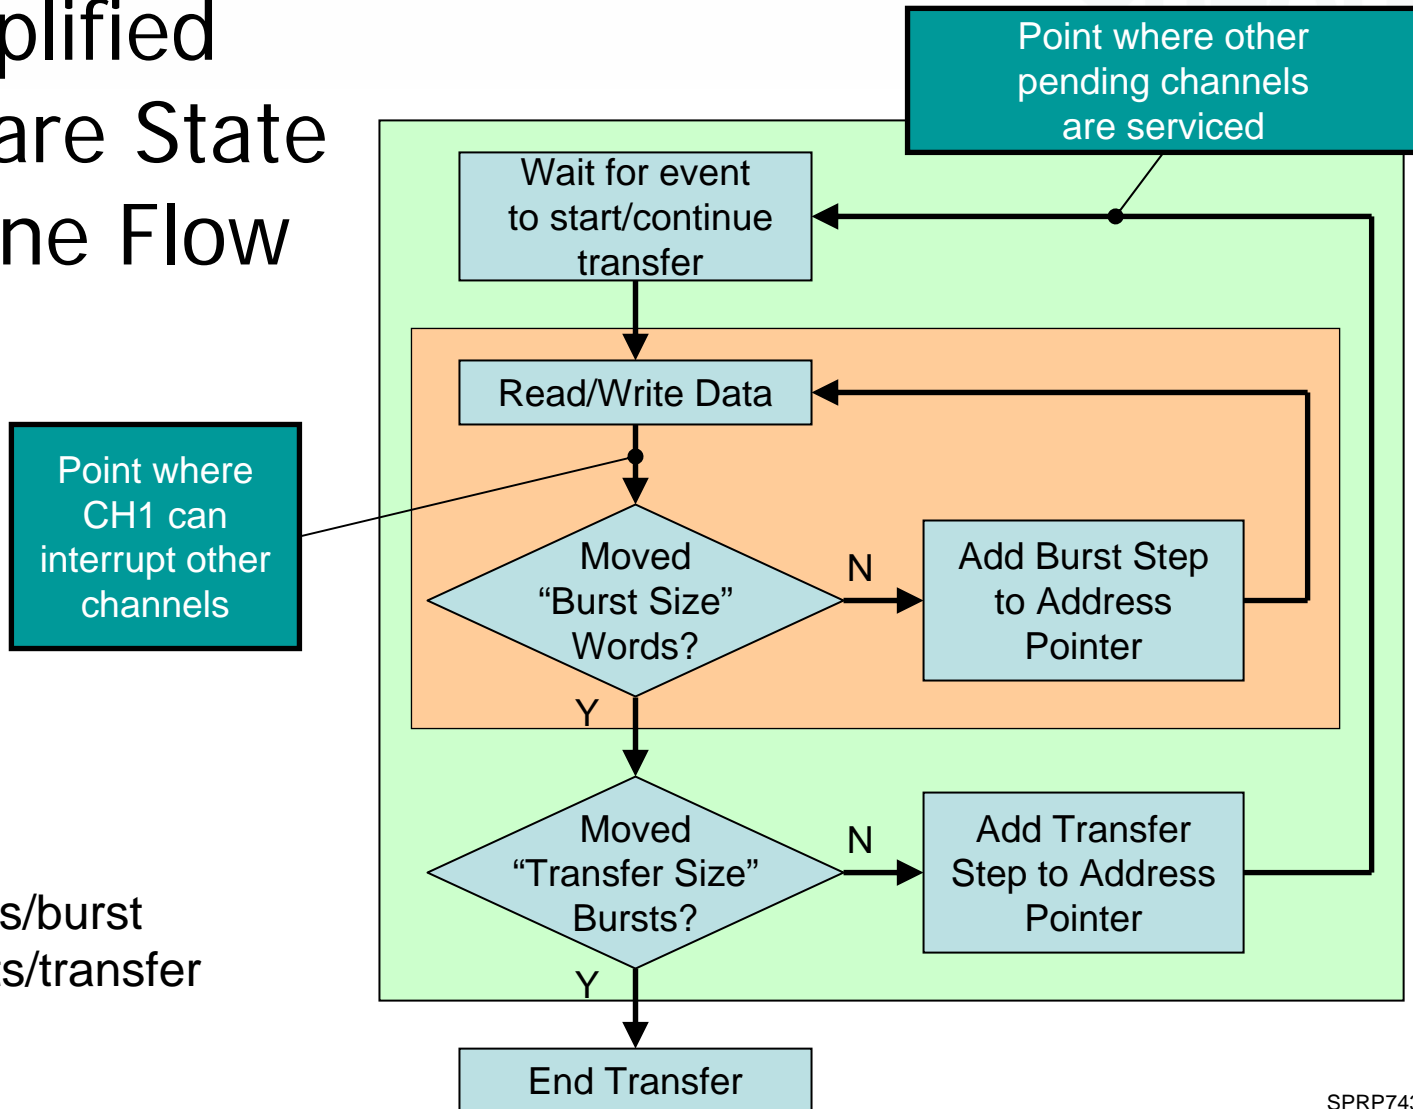 plified
are State
ne Flow
Point where other
pending channels
are serviced
Wait for event
to start/continue
transfer
Read/Write Data
Point where
CH1 can
interrupt other
channels
Moved
“Burst Size”
Words?
N
Add Burst Step
to Address
Pointer
Y
Moved
“Transfer Size”
Bursts?
N
Add Transfer
Step to Address
Pointer
s/burst
ts/transfer
Y
End Transfer
SPRP743